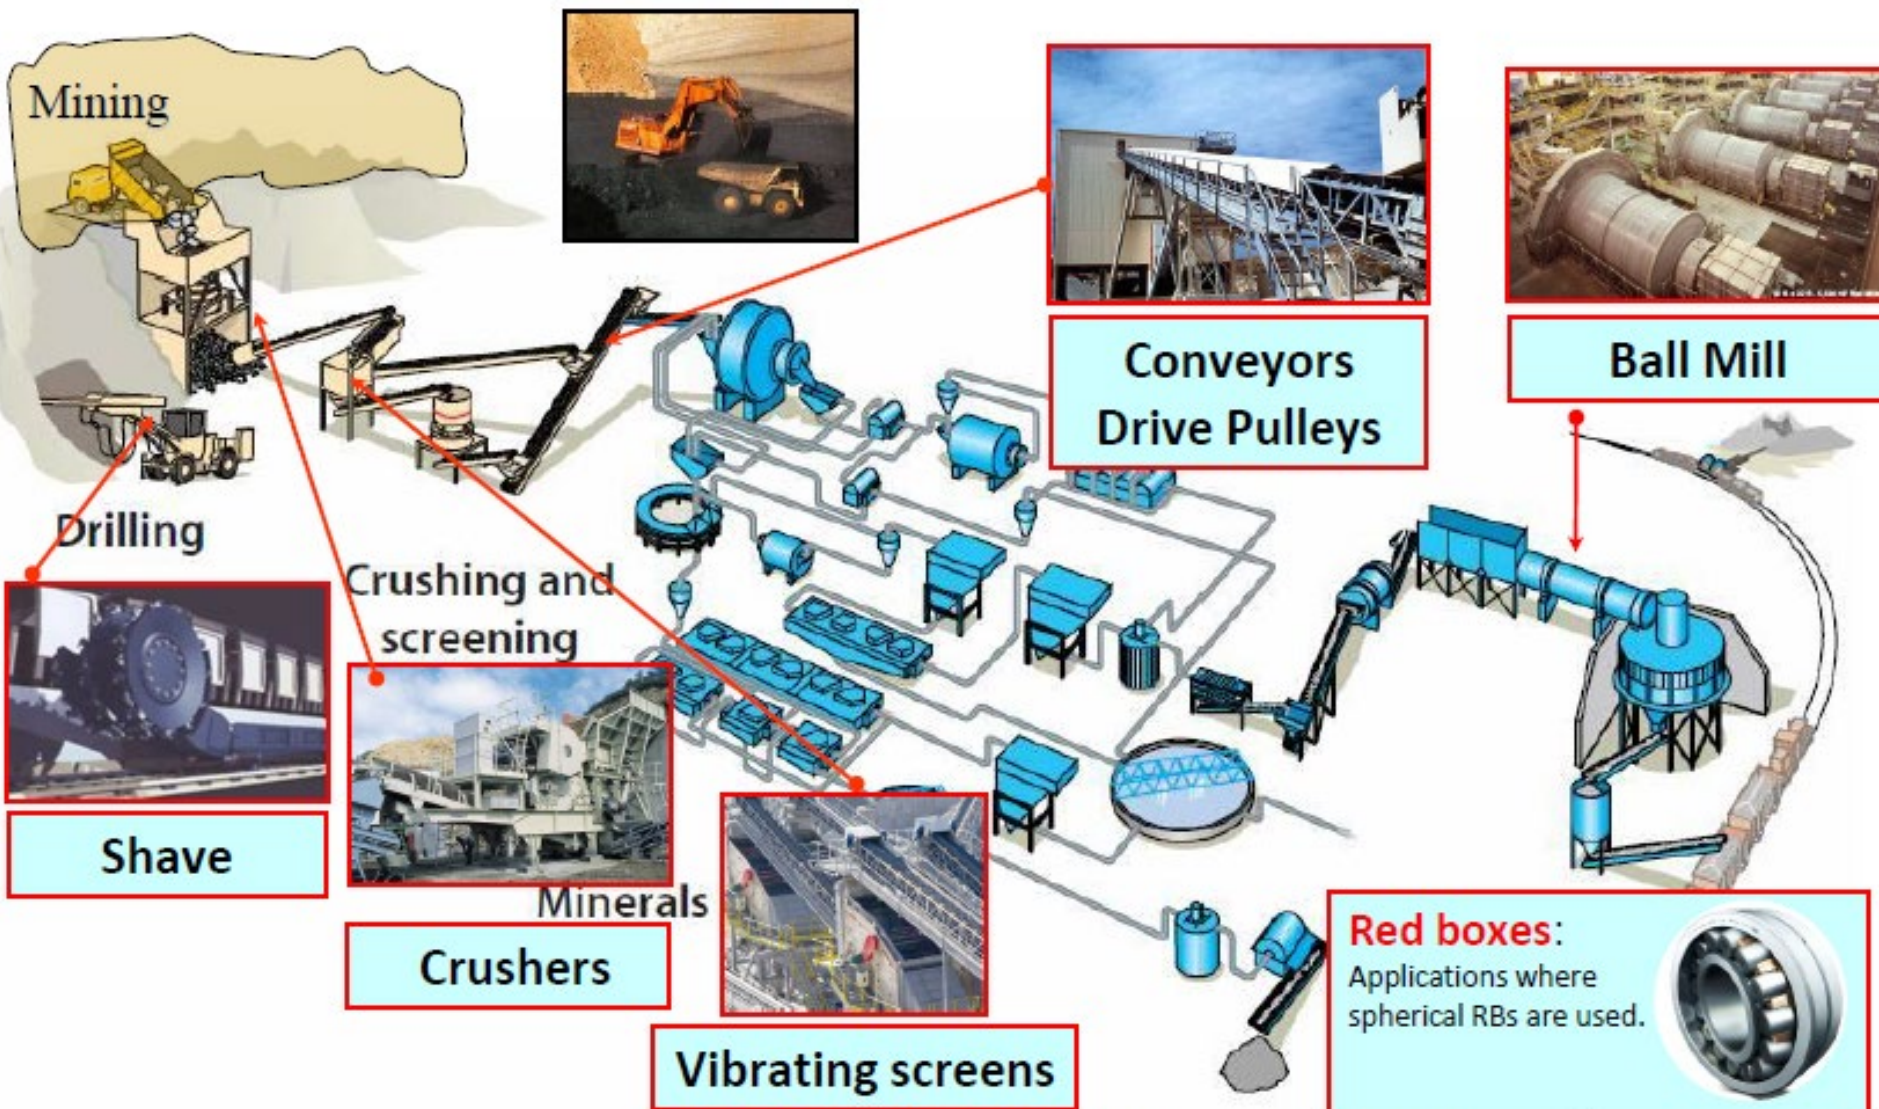 Mining
Conveyors
Drive Pulleys
Ball Mill
Drilling
Crushing and
screening
Shave
Minerals
Crushers
Vibrating screens
Red boxes:
Applications where
spherical RBs are used.